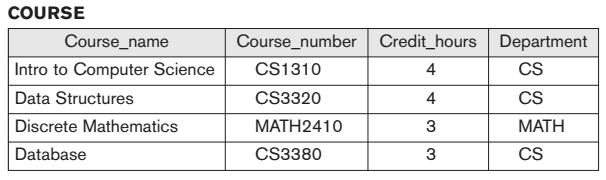 COURSE
Course_name Course_number Credit_hours Department
Intro to Computer Science CS1310 4 CS
Data Structures CS3320 4 CS
Discrete Mathematics MATH2410 3 MATH
Database CS3380 3 CS